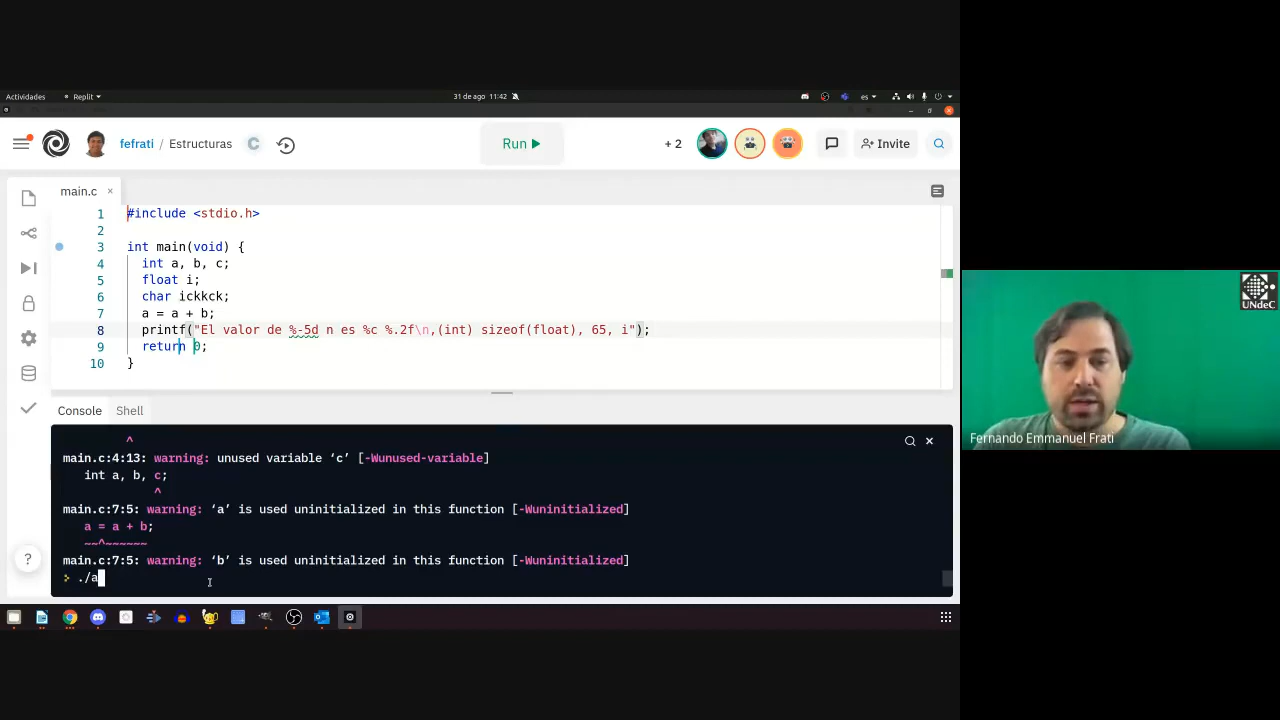 Actividades
Replit
31 de ago 11:42
es
fefrati / Estructuras
C
Run
+ 2
Invite
main.c ×
1 #include <stdio.h>
2
3 int main(void) {
4 int a, b, c;
5 float i;
6 char ickkck;
7 a = a + b;
8 printf("El valor de %-5d n es %c %.2f\n,(int) sizeof(float), 65, i");
9 return 0;
10 }
Console
Shell
^
main.c:4:13: warning: unused variable ‘c’ [-Wunused-variable]
int a, b, c;
^
main.c:7:5: warning: ‘a’ is used uninitialized in this function [-Wuninitialized]
a = a + b;
~~^~~~~~~
main.c:7:5: warning: ‘b’ is used uninitialized in this function [-Wuninitialized]
./a
?
UNdeC
Fernando Emmanuel Frati